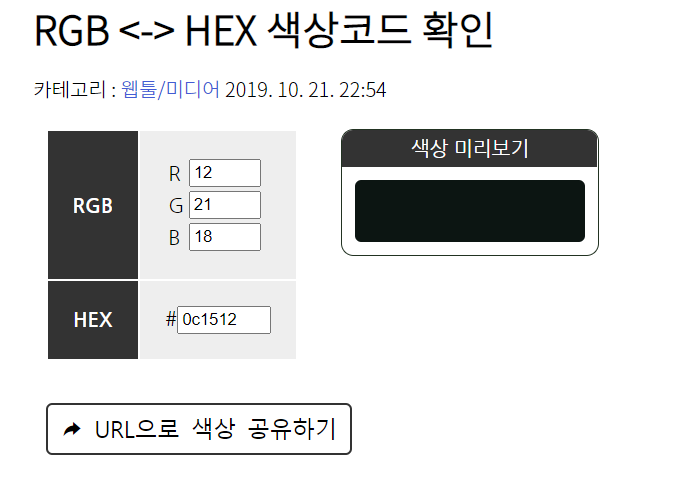 RGB <-> HEX 색상코드 확인
카테고리 : 웹툴/미디어 2019. 10. 21. 22:54
색상 미리보기
RGB
R 12
G 21
B 18
HEX
#0c1512
URL으로 색상 공유하기